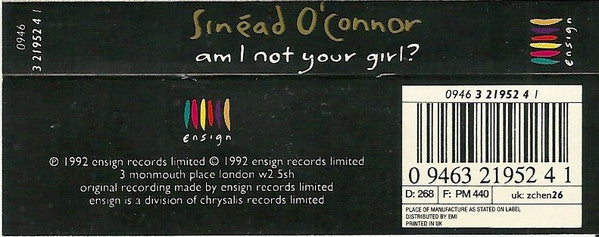 0946
3 21952 4 1
Sinéad O'Connor
am I not your girl?
ensign
ensign
℗ 1992 ensign records limited © 1992 ensign records limited
3 monmouth place london w2 5sh
original recording made by ensign records limited
ensign is a division of chrysalis records limited
0946 3 21952 4 1
0 09463 21952 4 1
D: 268 F: PM 440 uk: zchen26
PLACE OF MANUFACTURE AS STATED ON LABEL
DISTRIBUTED BY EMI
PRINTED IN UK